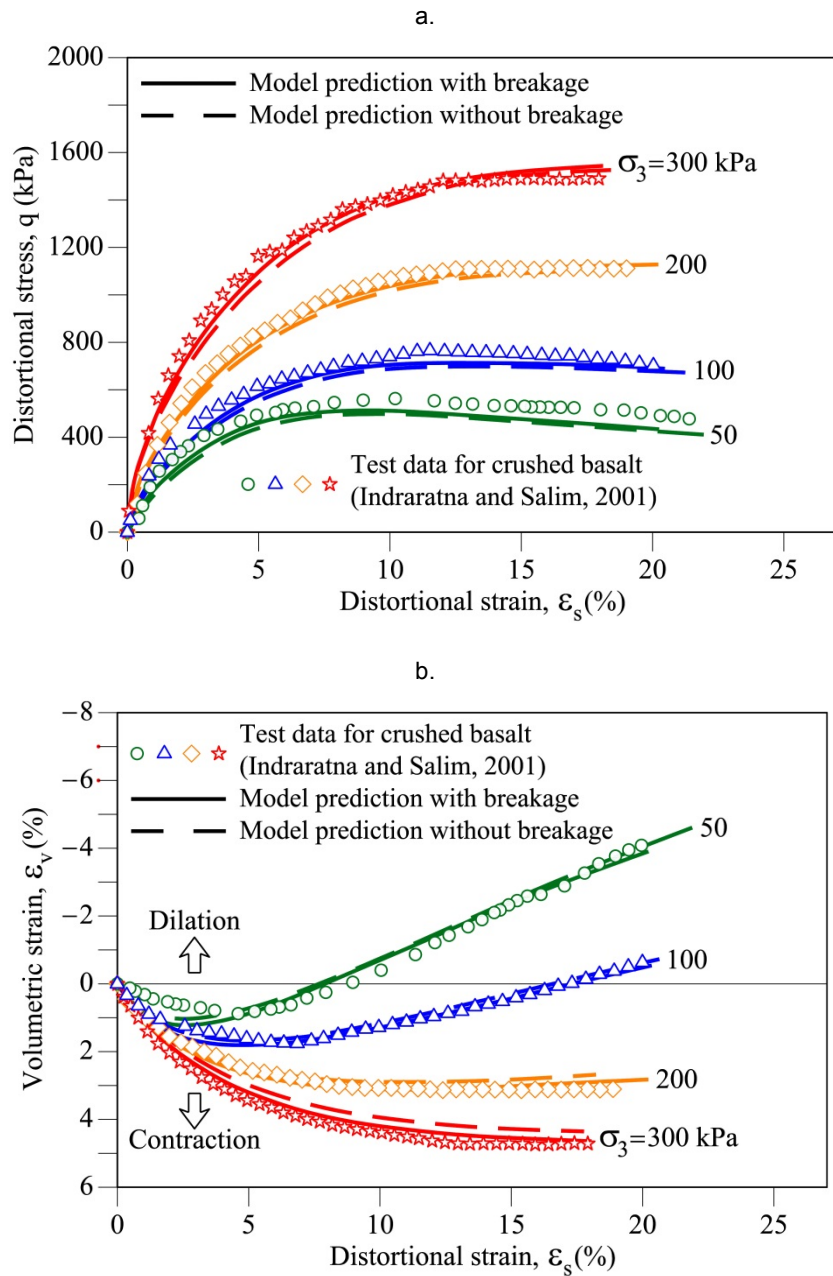 a.
2000
1600
1200
800
400
0
Distortional stress, q (kPa)
Model prediction with breakage
Model prediction without breakage
σ3=300 kPa
200
100
50
Test data for crushed basalt
(Indraratna and Salim, 2001)
0 5 10 15 20 25
Distortional strain, εs(%)
b.
−8
−6
−4
−2
0
2
4
6
Volumetric strain, εv(%)
Test data for crushed basalt
(Indraratna and Salim, 2001)
Model prediction with breakage
Model prediction without breakage
50
Dilation
100
200
Contraction
σ3=300 kPa
0 5 10 15 20 25
Distortional strain, εs(%)